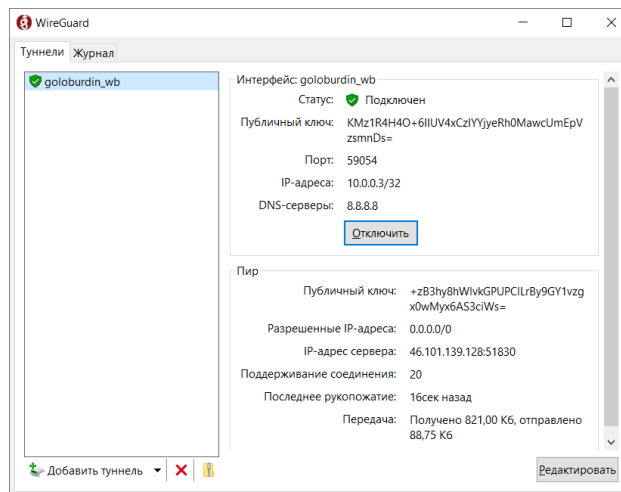 WireGuard
Туннели Журнал
goloburdin_wb
Интерфейс: goloburdin_wb
Статус: Подключен
Публичный ключ: KMz1R4H4O+6IIUV4xCzIYYjyeRh0MawcUmEpV
zsmnDs=
Порт: 59054
IP-адреса: 10.0.0.3/32
DNS-серверы: 8.8.8.8
Отключить
Пир
Публичный ключ: +zB3hy8hWIvkGPUPCILrBy9GY1vzg
x0wMyx6AS3ciWs=
Разрешенные IP-адреса: 0.0.0.0/0
IP-адрес сервера: 46.101.139.128:51830
Поддерживание соединения: 20
Последнее рукопожатие: 16сек назад
Передача: Получено 821,00 Кб, отправлено
88,75 Кб
Добавить туннель
Редактировать